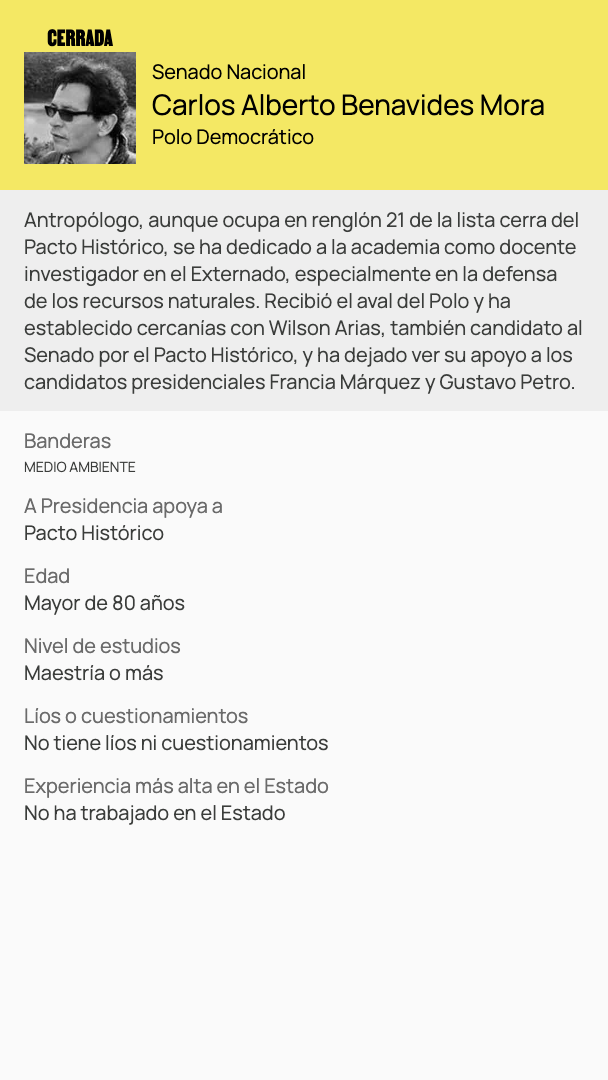 CERRADA
Senado Nacional
Carlos Alberto Benavides Mora
Polo Democrático
Antropólogo, aunque ocupa en renglón 21 de la lista cerra del
Pacto Histórico, se ha dedicado a la academia como docente
investigador en el Externado, especialmente en la defensa
de los recursos naturales. Recibió el aval del Polo y ha
establecido cercanías con Wilson Arias, también candidato al
Senado por el Pacto Histórico, y ha dejado ver su apoyo a los
candidatos presidenciales Francia Márquez y Gustavo Petro.
Banderas
MEDIO AMBIENTE
A Presidencia apoya a
Pacto Histórico
Edad
Mayor de 80 años
Nivel de estudios
Maestría o más
Líos o cuestionamientos
No tiene líos ni cuestionamientos
Experiencia más alta en el Estado
No ha trabajado en el Estado